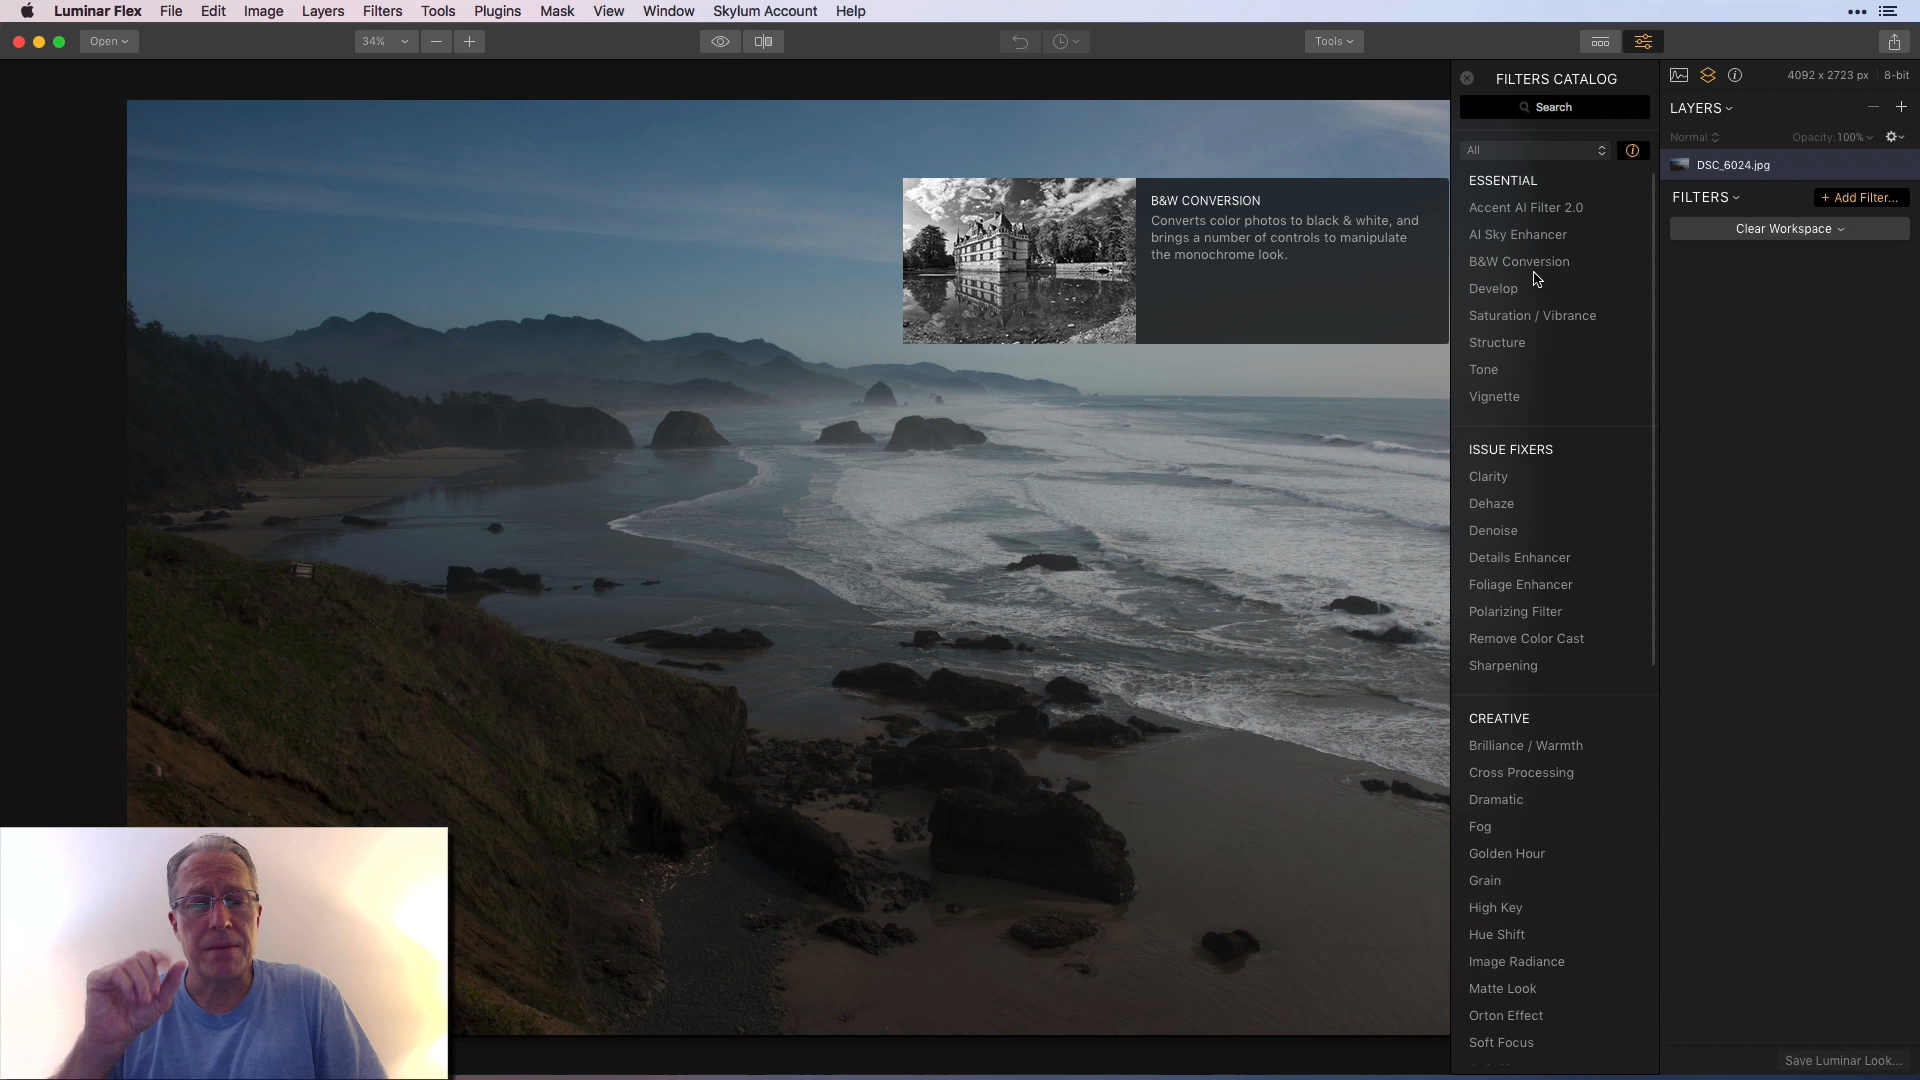 Luminar Flex File Edit Image Layers Filters Tools Plugins Mask View Window Skylum Account Help
Open 34% Tools
FILTERS CATALOG
Search
All
ESSENTIAL
Accent AI Filter 2.0
AI Sky Enhancer
B&W Conversion
Develop
Saturation / Vibrance
Structure
Tone
Vignette
ISSUE FIXERS
Clarity
Dehaze
Denoise
Details Enhancer
Foliage Enhancer
Polarizing Filter
Remove Color Cast
Sharpening
CREATIVE
Brilliance / Warmth
Cross Processing
Dramatic
Fog
Golden Hour
Grain
High Key
Hue Shift
Image Radiance
Matte Look
Orton Effect
Soft Focus
B&W CONVERSION
Converts color photos to black & white, and
brings a number of controls to manipulate
the monochrome look.
4092 x 2723 px 8-bit
LAYERS
Normal Opacity: 100%
DSC_6024.jpg
FILTERS + Add Filter...
Clear Workspace
Save Luminar Look...